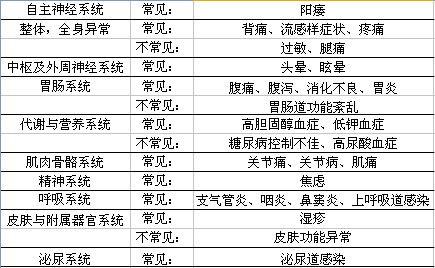 自主神经系统 常见: 阳痿
整体,全身异常 常见: 背痛、流感样症状、疼痛
不常见: 过敏、腿痛
中枢及外周神经系统 常见: 头晕、眩晕
胃肠系统 常见: 腹痛、腹泻、消化不良、胃炎
不常见: 胃肠道功能紊乱
代谢与营养系统 常见: 高胆固醇血症、低钾血症
不常见: 糖尿病控制不佳、高尿酸血症
肌肉骨骼系统 常见: 关节痛、关节病、肌痛
精神系统 常见: 焦虑
呼吸系统 常见: 支气管炎、咽炎、鼻窦炎、上呼吸道感染
皮肤与附属器官系统 常见: 湿疹
不常见: 皮肤功能异常
泌尿系统 常见: 泌尿道感染